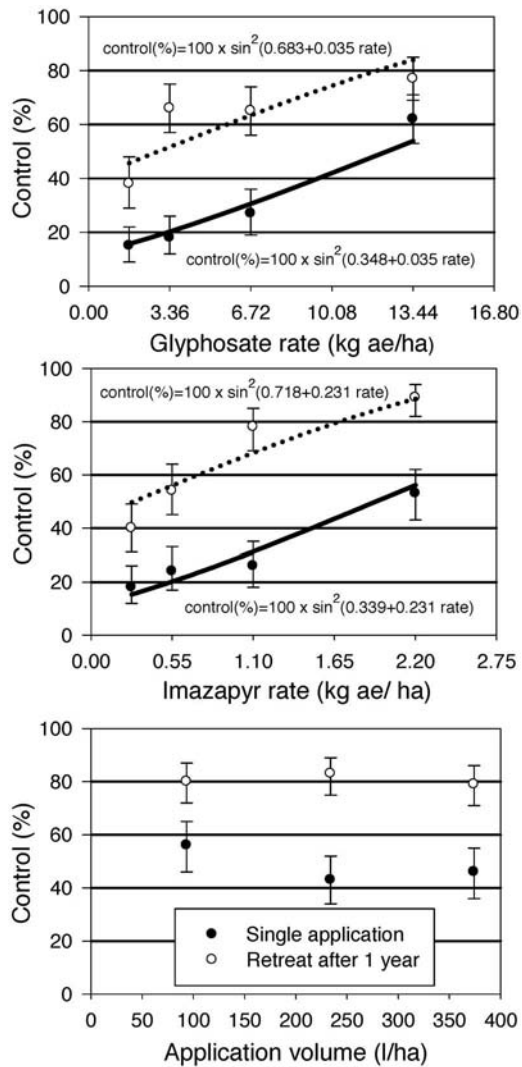 100
control(%)=100 x sin²(0.683+0.035 rate)
80
60
Control (%)
40
20
control(%)=100 x sin²(0.348+0.035 rate)
0
0.00 3.36 6.72 10.08 13.44 16.80
Glyphosate rate (kg ae/ha)
100
control(%)=100 x sin²(0.718+0.231 rate)
80
60
Control (%)
40
20
control(%)=100 x sin²(0.339+0.231 rate)
0
0.00 0.55 1.10 1.65 2.20 2.75
Imazapyr rate (kg ae/ ha)
100
80
60
Control (%)
40
Single application
20
Retreat after 1 year
0
0 50 100 150 200 250 300 350 400
Application volume (l/ha)